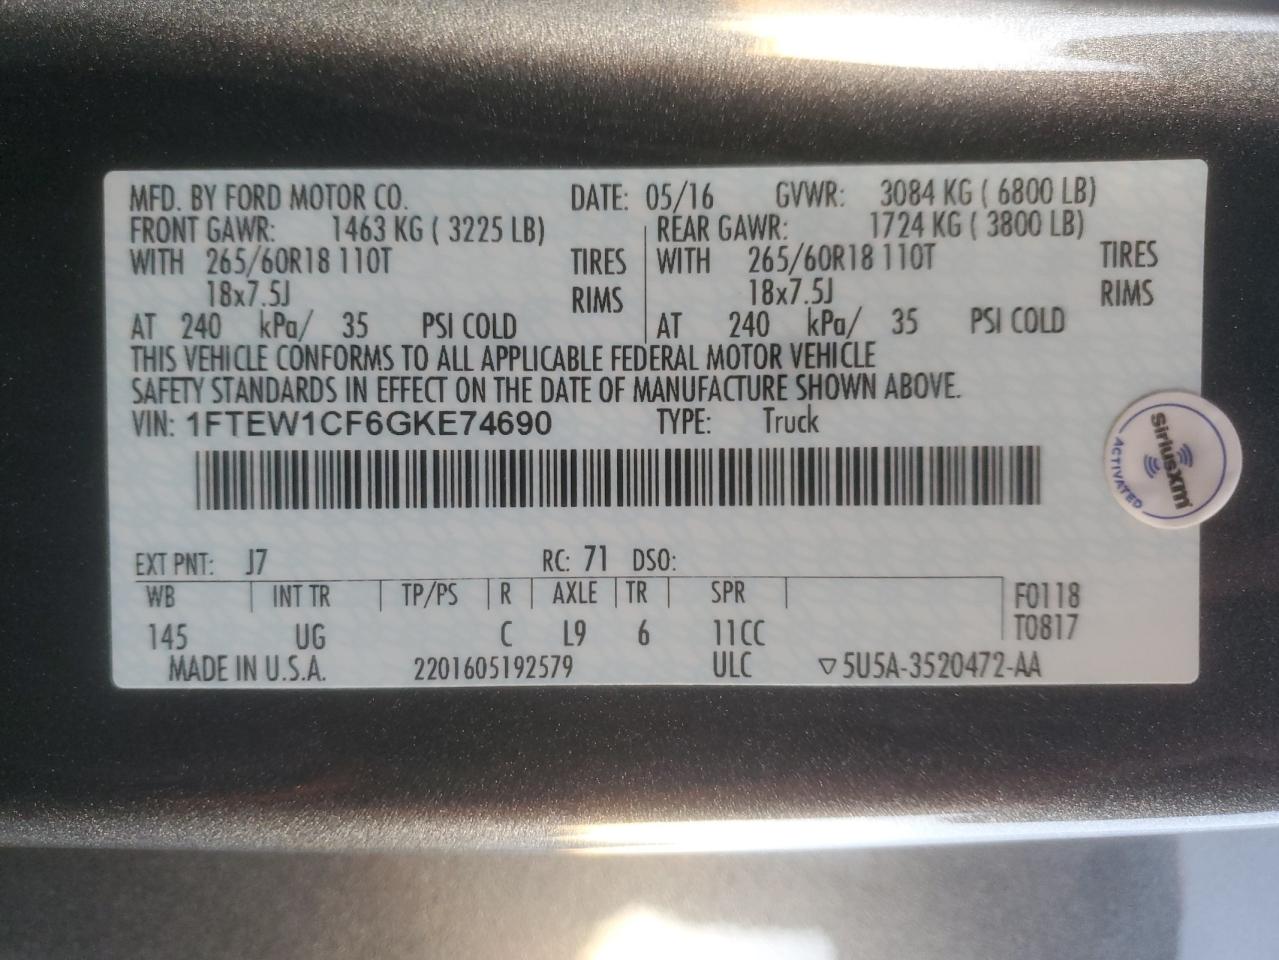 MFD. BY FORD MOTOR CO. DATE: 05/16 GVWR: 3084 KG ( 6800 LB)
FRONT GAWR: 1463 KG ( 3225 LB) REAR GAWR: 1724 KG ( 3800 LB)
WITH 265/60R18 110T TIRES WITH 265/60R18 110T TIRES
18x7.5J RIMS 18x7.5J RIMS
AT 240 kPa/ 35 PSI COLD AT 240 kPa/ 35 PSI COLD
THIS VEHICLE CONFORMS TO ALL APPLICABLE FEDERAL MOTOR VEHICLE
SAFETY STANDARDS IN EFFECT ON THE DATE OF MANUFACTURE SHOWN ABOVE.
VIN: 1FTEW1CF6GKE74690 TYPE: Truck
SiriusXM
ACTIVATED
EXT PNT: J7 RC: 71 DSO:
WB INT TR TP/PS R AXLE TR SPR F0118
145 UG C L9 6 11CC T0817
MADE IN U.S.A. 2201605192579 ULC ▽5U5A-3520472-AA